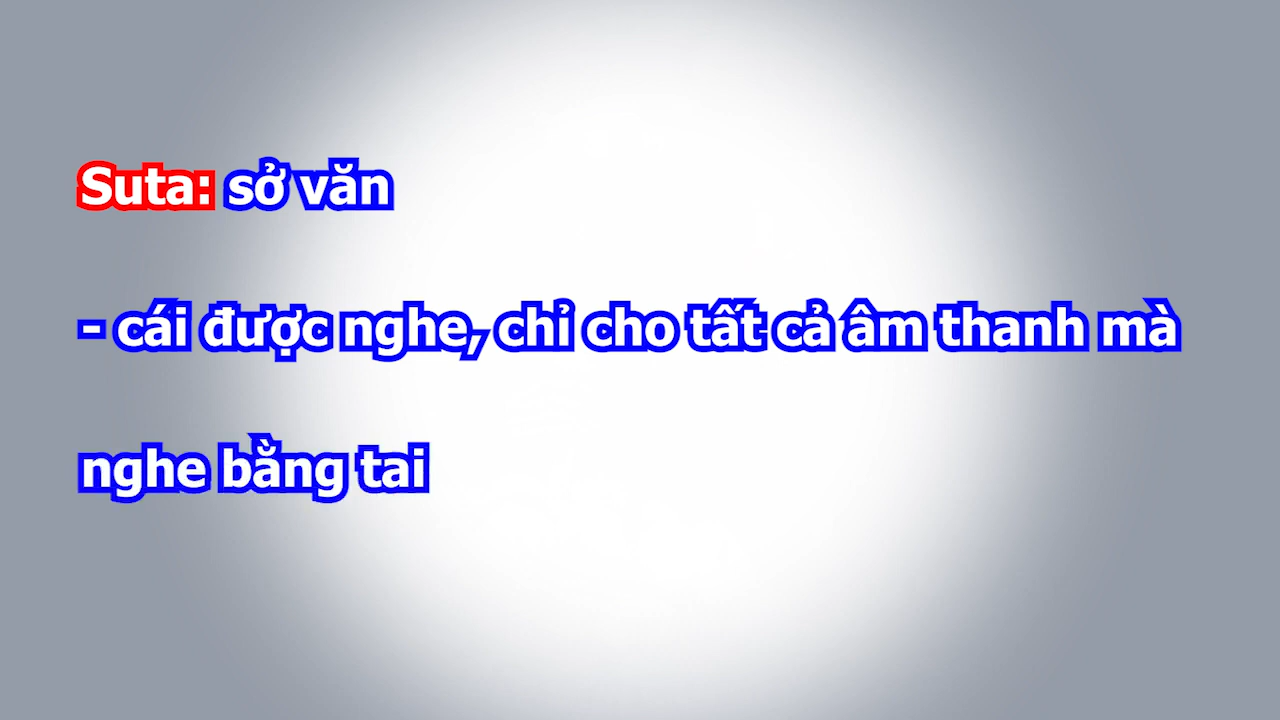 Suta: sở văn
- cái được nghe, chỉ cho tất cả âm thanh mà
nghe bằng tai